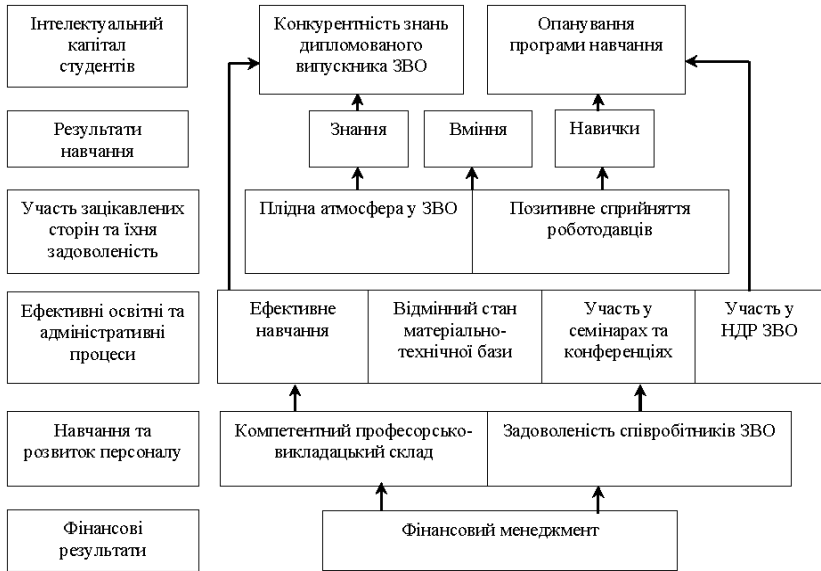 Інтелектуальний
капітал
студентів
Конкурентність знань
дипломованого
випускника ЗВО
Опанування
програми навчання
Результати
навчання
Знання
Вміння
Навички
Участь зацікавлених
сторін та їхня
задоволеність
Плідна атмосфера у ЗВО
Позитивне сприйняття
роботодавців
Ефективні освітні та
адміністративні
процеси
Ефективне
навчання
Відмінний стан
матеріально-
технічної бази
Участь у
семінарах та
конференціях
Участь у
НДР ЗВО
Навчання та
розвиток персоналу
Компетентний професорсько-
викладацький склад
Задоволеність співробітників ЗВО
Фінансові
результати
Фінансовий менеджмент